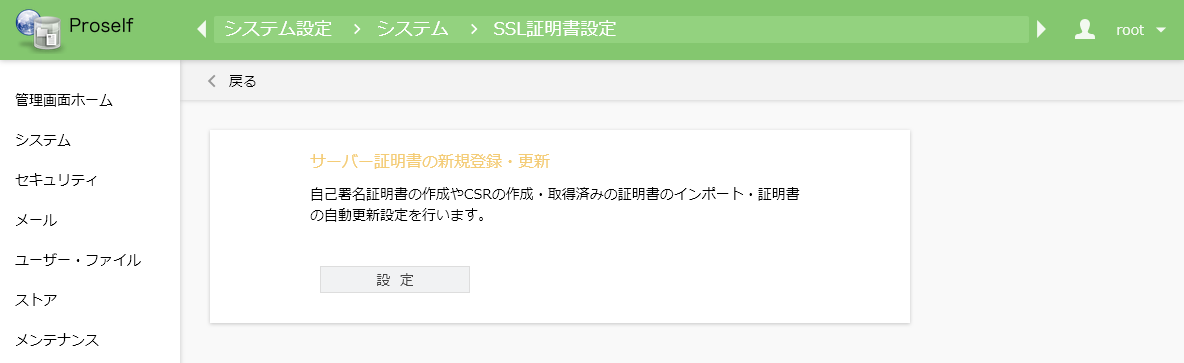 Proself
システム設定 > システム > SSL証明書設定
root
戻る
管理画面ホーム
システム
セキュリティ
メール
ユーザー・ファイル
ストア
メンテナンス
サーバー証明書の新規登録・更新
自己署名証明書の作成やCSRの作成・取得済みの証明書のインポート・証明書
の自動更新設定を行います。
設 定